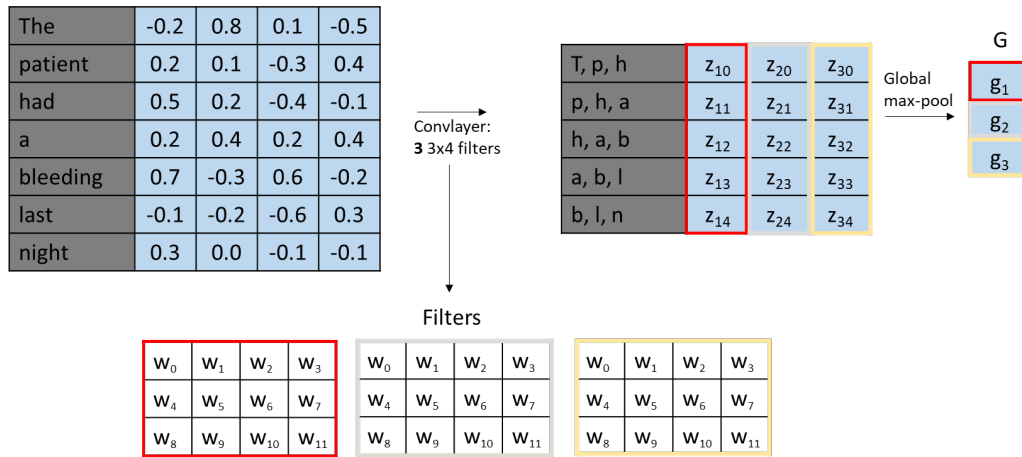 The -0.2 0.8 0.1 -0.5
patient 0.2 0.1 -0.3 0.4
had 0.5 0.2 -0.4 -0.1
a 0.2 0.4 0.2 0.4
bleeding 0.7 -0.3 0.6 -0.2
last -0.1 -0.2 -0.6 0.3
night 0.3 0.0 -0.1 -0.1
Convlayer:
3 3x4 filters
T, p, h z10 z20 z30
p, h, a z11 z21 z31
h, a, b z12 z22 z32
a, b, l z13 z23 z33
b, l, n z14 z24 z34
Global
max-pool
G
g1
g2
g3
Filters
w0 w1 w2 w3
w4 w5 w6 w7
w8 w9 w10 w11
w0 w1 w2 w3
w4 w5 w6 w7
w8 w9 w10 w11
w0 w1 w2 w3
w4 w5 w6 w7
w8 w9 w10 w11